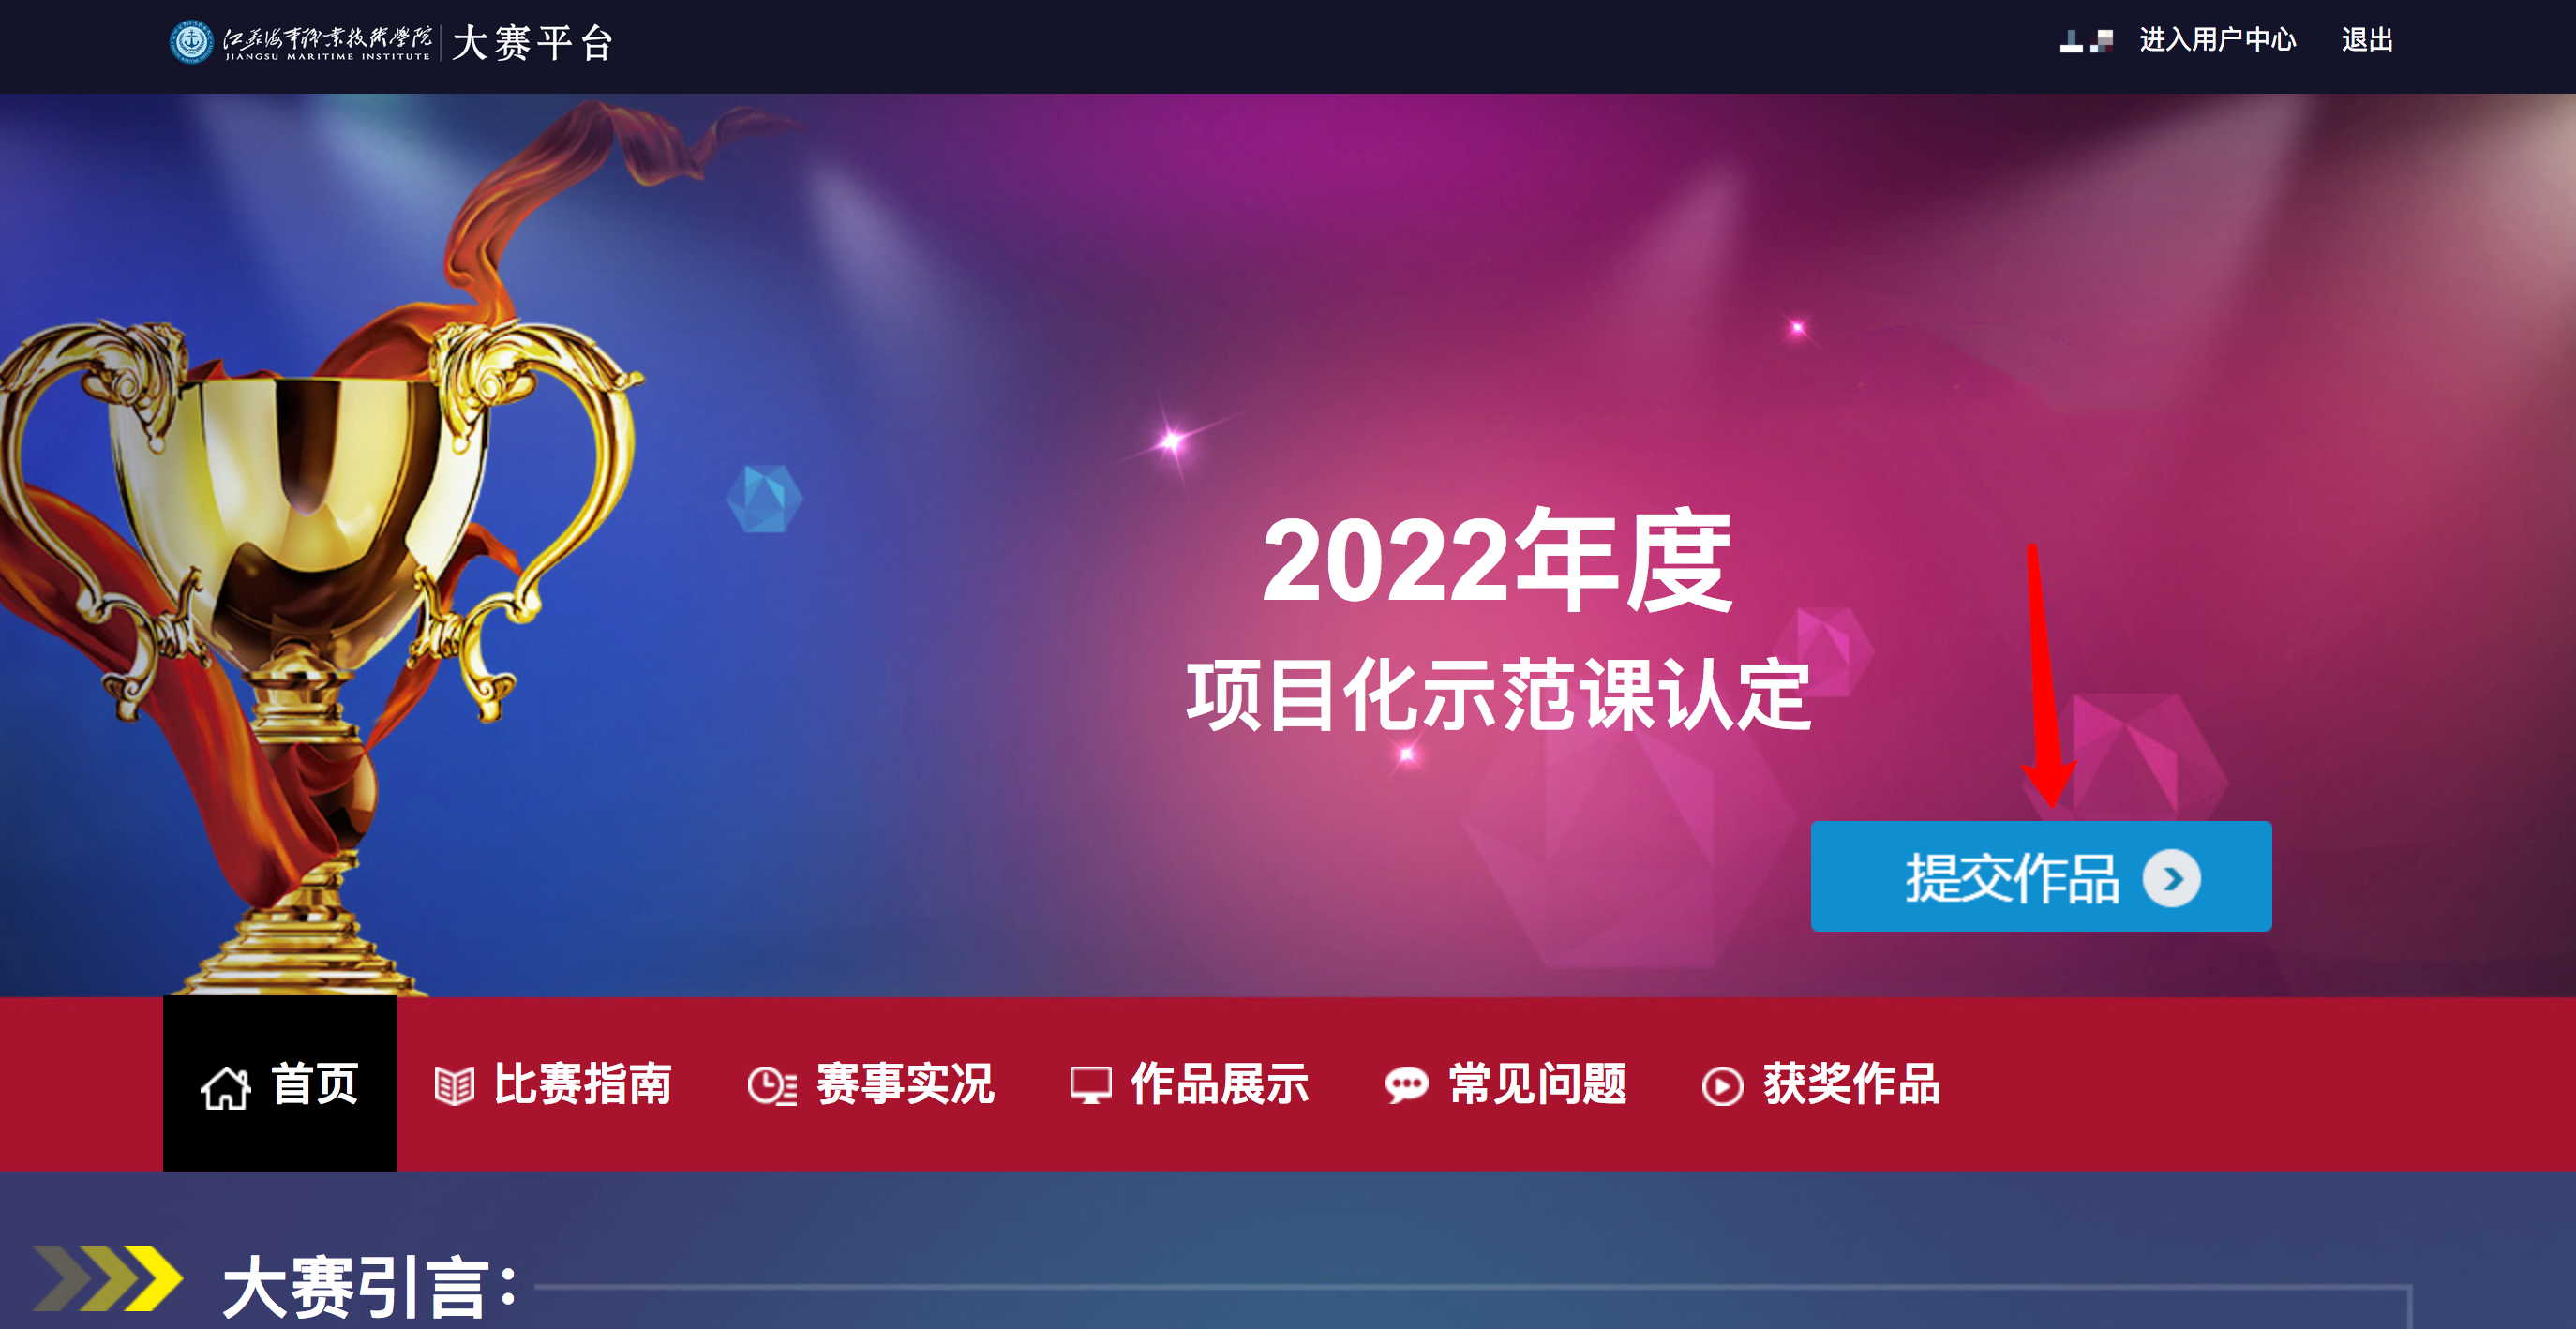 江苏海事职业技术学院
JIANGSU MARITIME INSTITUTE
大赛平台
进入用户中心 退出
2022年度
项目化示范课认定
提交作品
首页 比赛指南 赛事实况 作品展示 常见问题 获奖作品
大赛引言：